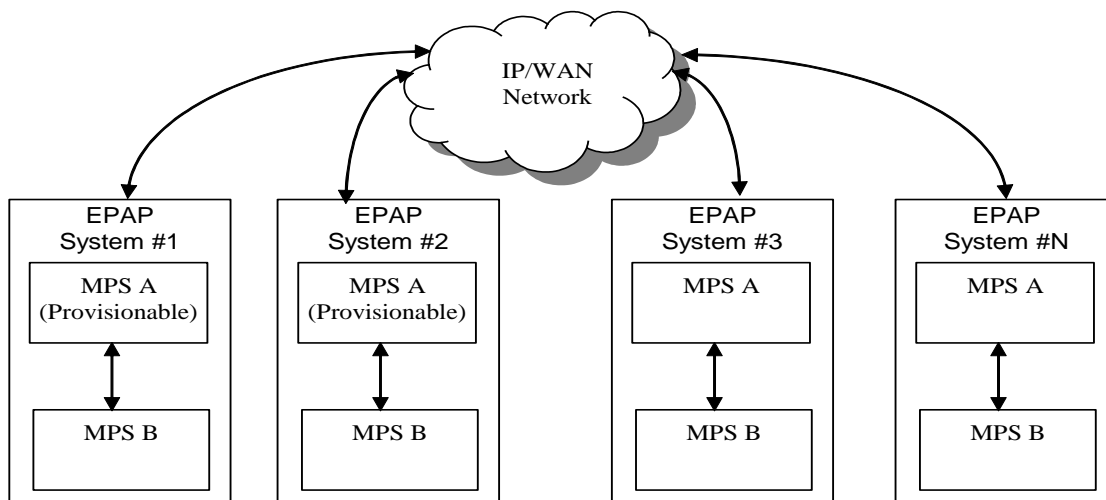 IP/WAN
Network
EPAP
System #1
MPS A
(Provisionable)
MPS B
EPAP
System #2
MPS A
(Provisionable)
MPS B
EPAP
System #3
MPS A
MPS B
EPAP
System #N
MPS A
MPS B